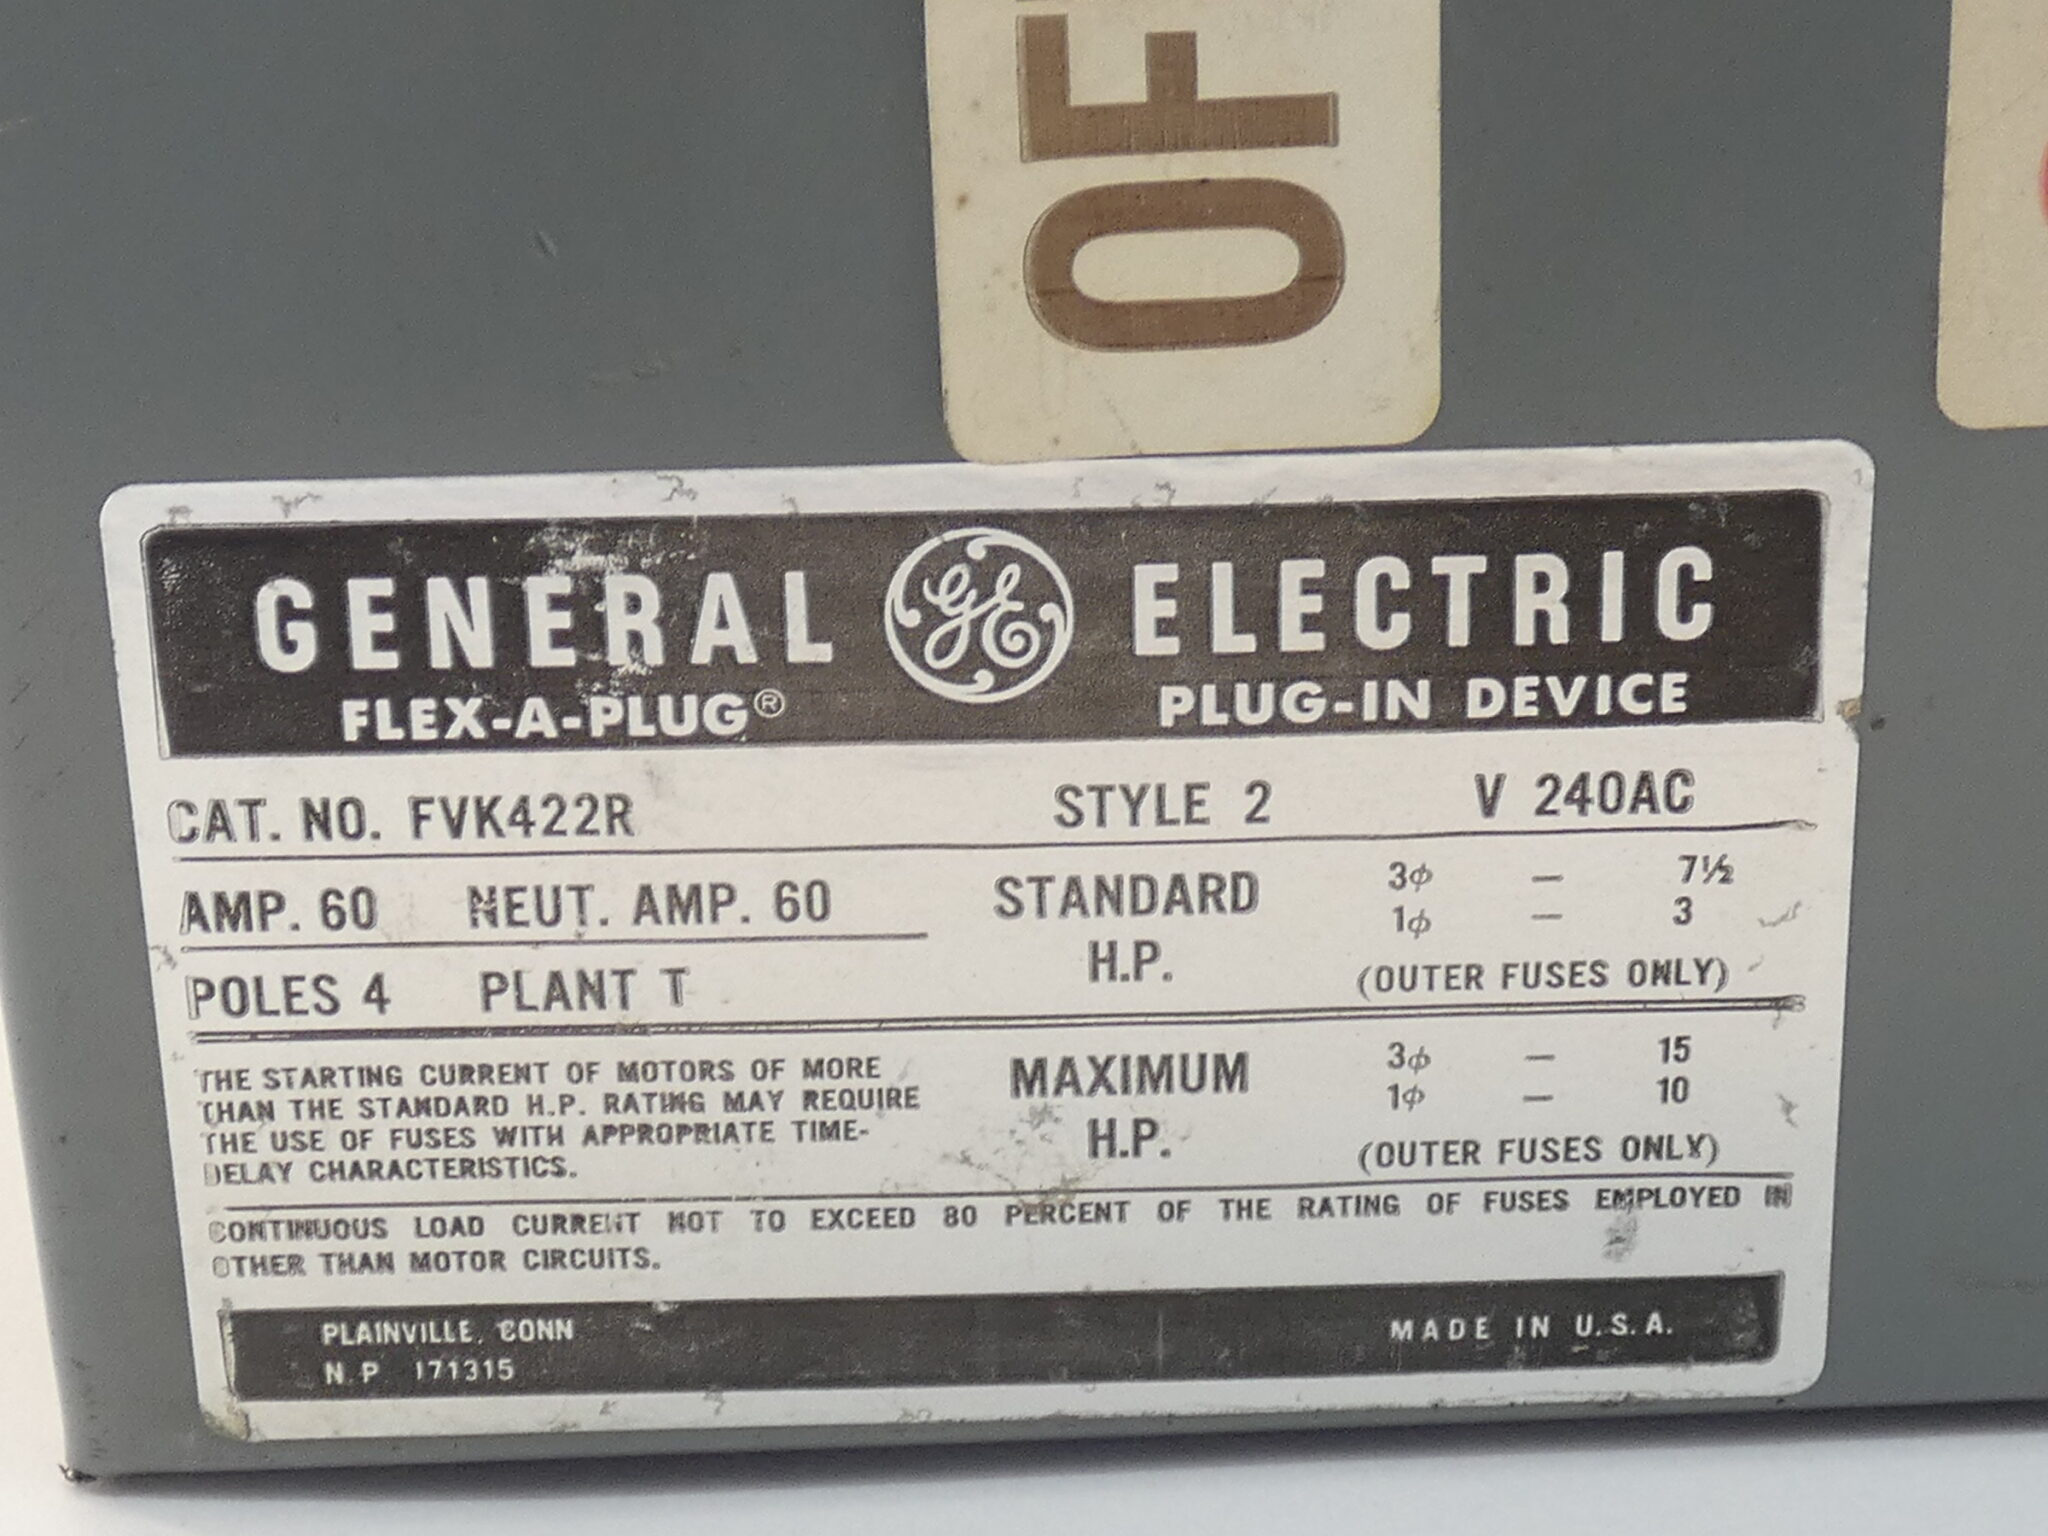 OF
GENERAL GE ELECTRIC
FLEX-A-PLUG® PLUG-IN DEVICE
CAT. NO. FVK422R STYLE 2 V 240AC
AMP. 60 NEUT. AMP. 60
POLES 4 PLANT T
STANDARD
H.P.
3ϕ — 7½
1ϕ — 3
(OUTER FUSES ONLY)
THE STARTING CURRENT OF MOTORS OF MORE
THAN THE STANDARD H.P. RATING MAY REQUIRE
THE USE OF FUSES WITH APPROPRIATE TIME-
DELAY CHARACTERISTICS.
MAXIMUM
H.P.
3ϕ — 15
1ϕ — 10
(OUTER FUSES ONLY)
CONTINUOUS LOAD CURRENT NOT TO EXCEED 80 PERCENT OF THE RATING OF FUSES EMPLOYED IN
OTHER THAN MOTOR CIRCUITS.
PLAINVILLE, CONN MADE IN U.S.A.
N.P 171315